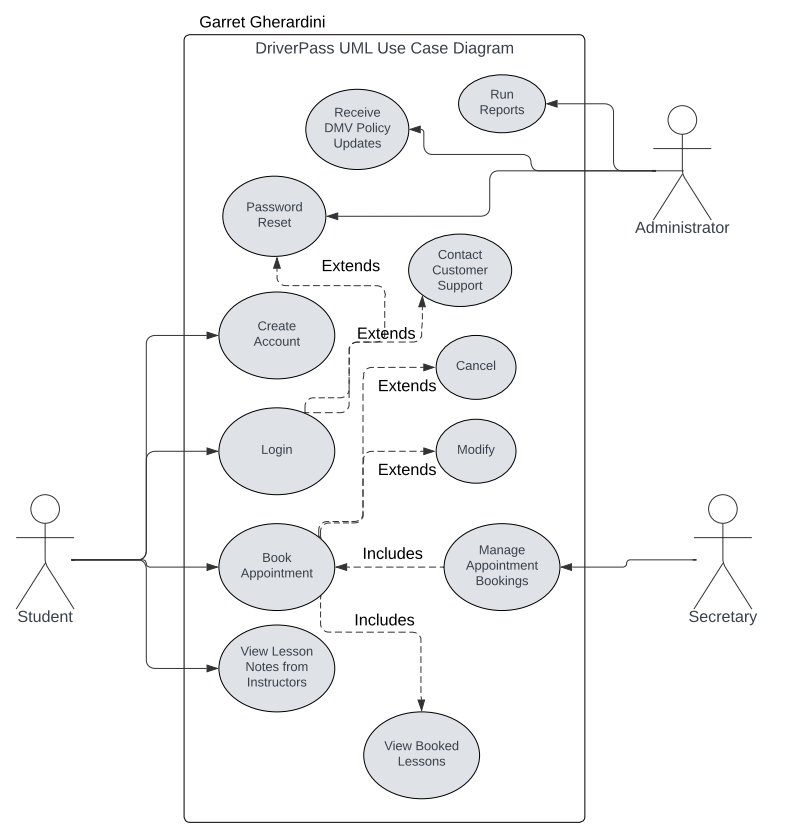 Garret Gherardini
DriverPass UML Use Case Diagram
Run
Reports
Receive
DMV Policy
Updates
Administrator
Password
Reset
Contact
Customer
Support
Extends
Create
Account
Extends
Cancel
Extends
Login
Modify
Extends
Book
Appointment
Includes
Manage
Appointment
Bookings
Student
Secretary
Includes
View Lesson
Notes from
Instructors
View Booked
Lessons